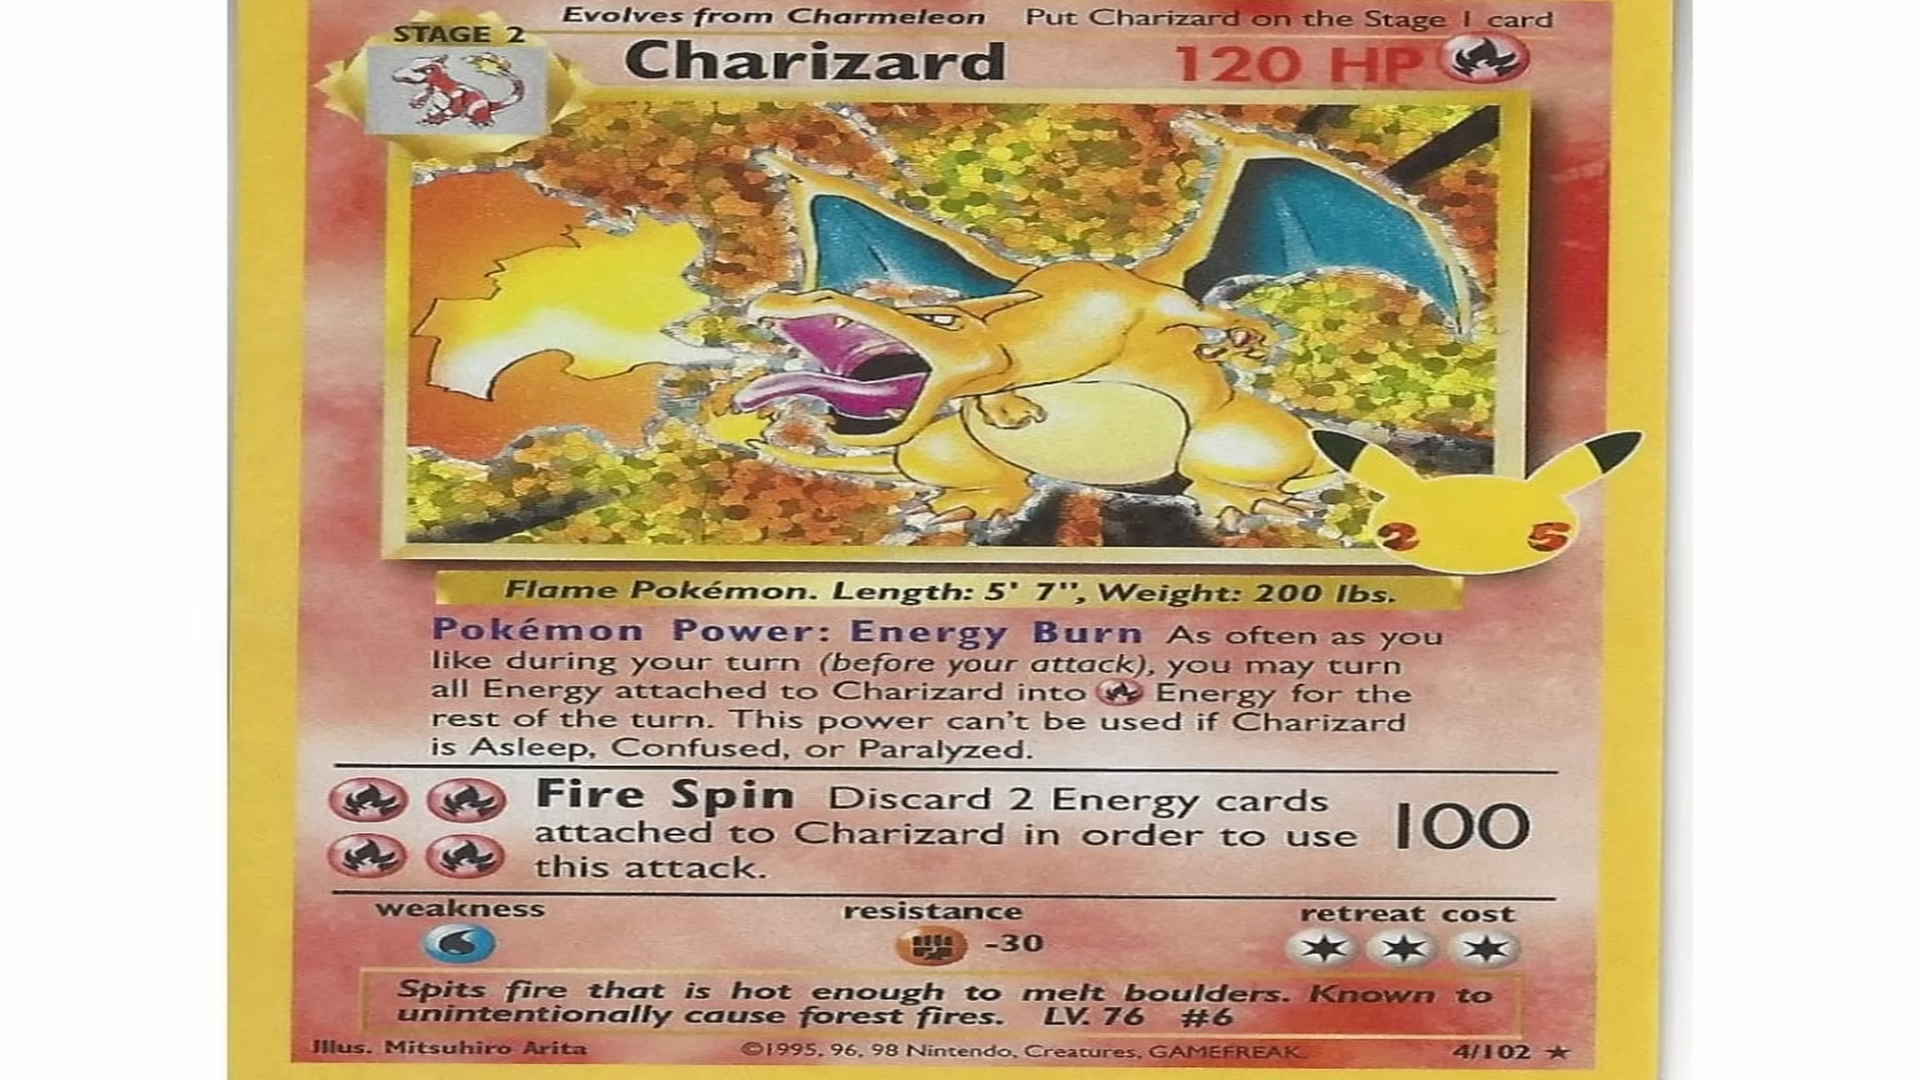 Evolves from Charmeleon Put Charizard on the Stage 1 card
STAGE 2
Charizard 120 HP
2 5
Flame Pokémon. Length: 5' 7", Weight: 200 lbs.
Pokémon Power: Energy Burn As often as you
like during your turn (before your attack), you may turn
all Energy attached to Charizard into Energy for the
rest of the turn. This power can't be used if Charizard
is Asleep, Confused, or Paralyzed.
Fire Spin Discard 2 Energy cards
attached to Charizard in order to use
this attack.
100
weakness resistance retreat cost
-30
Spits fire that is hot enough to melt boulders. Known to
unintentionally cause forest fires. LV. 76 #6
Illus. Mitsuhiro Arita ©1995, 96, 98 Nintendo, Creatures, GAMEFREAK. 4/102 ★